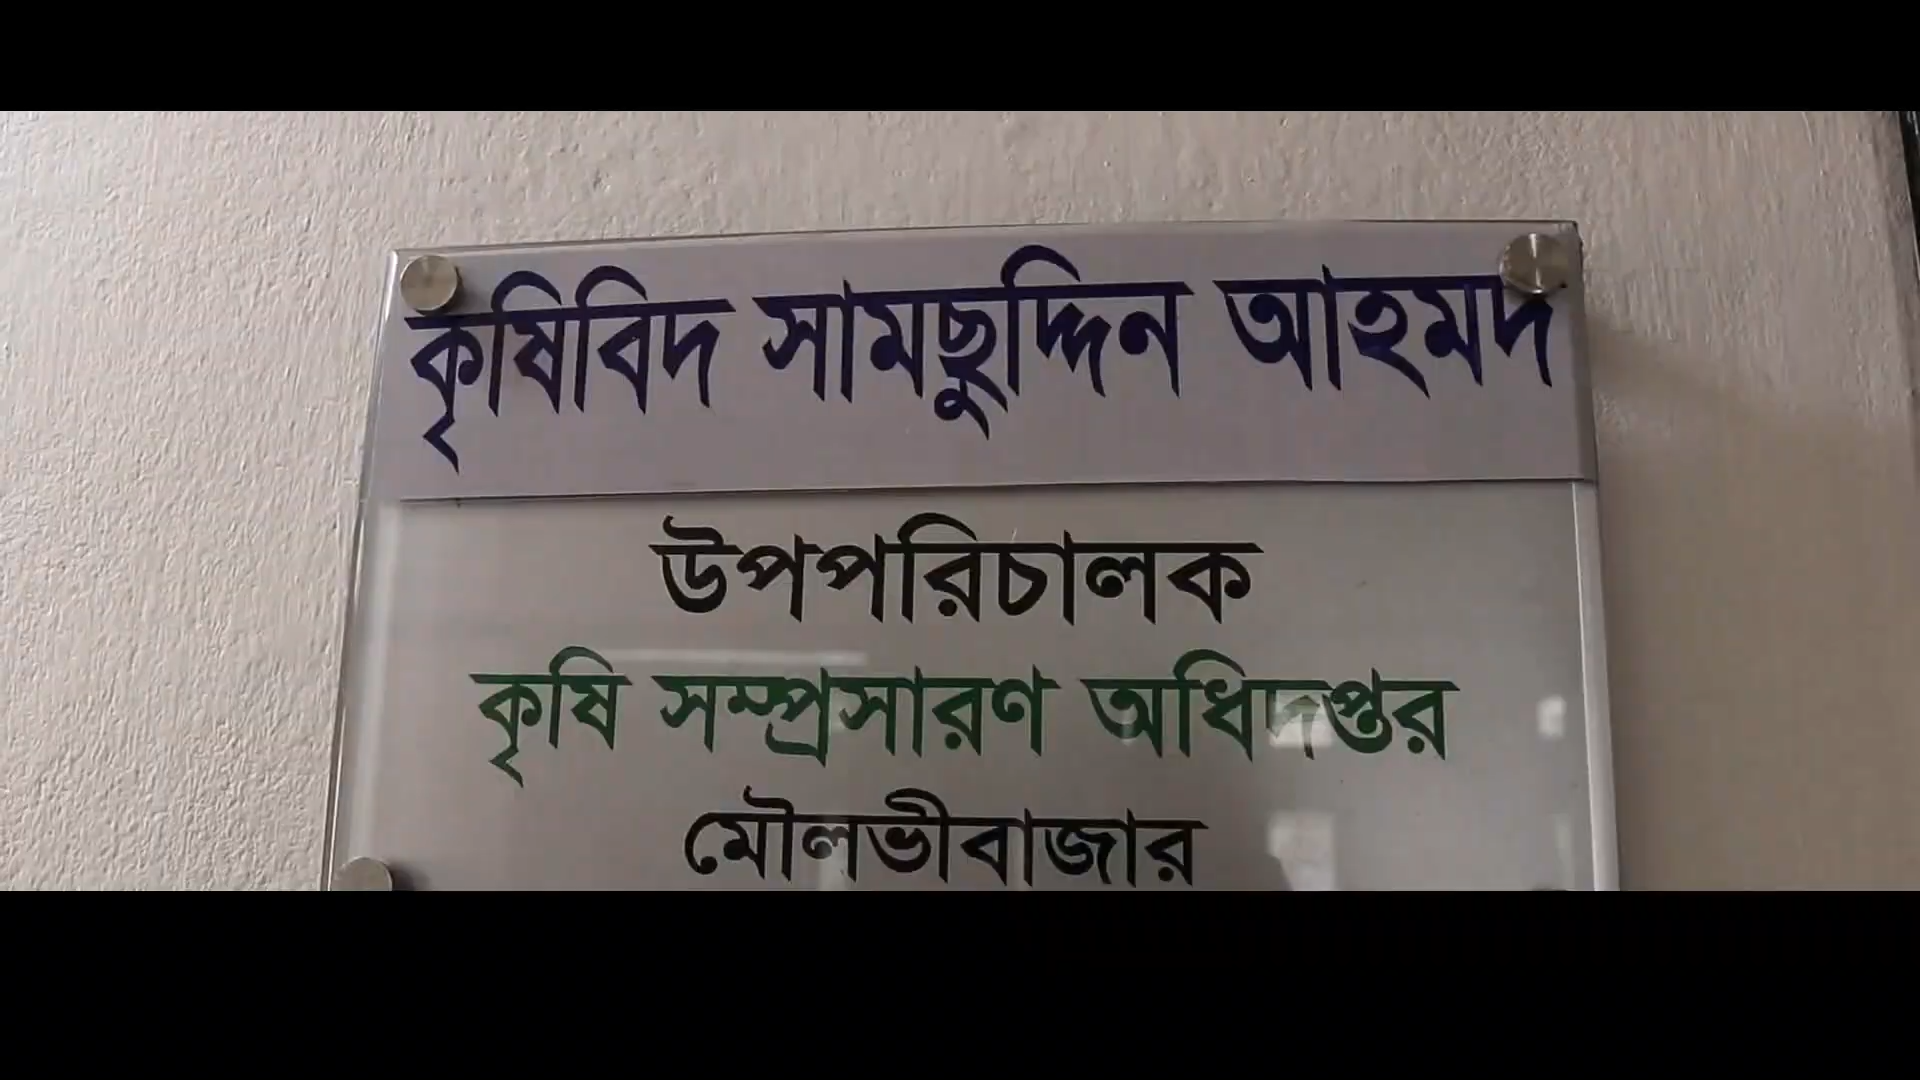 কৃষিবিদ সামছুদ্দিন আহমদ
উপপরিচালক
কৃষি সম্প্রসারণ অধিদপ্তর
মৌলভীবাজার